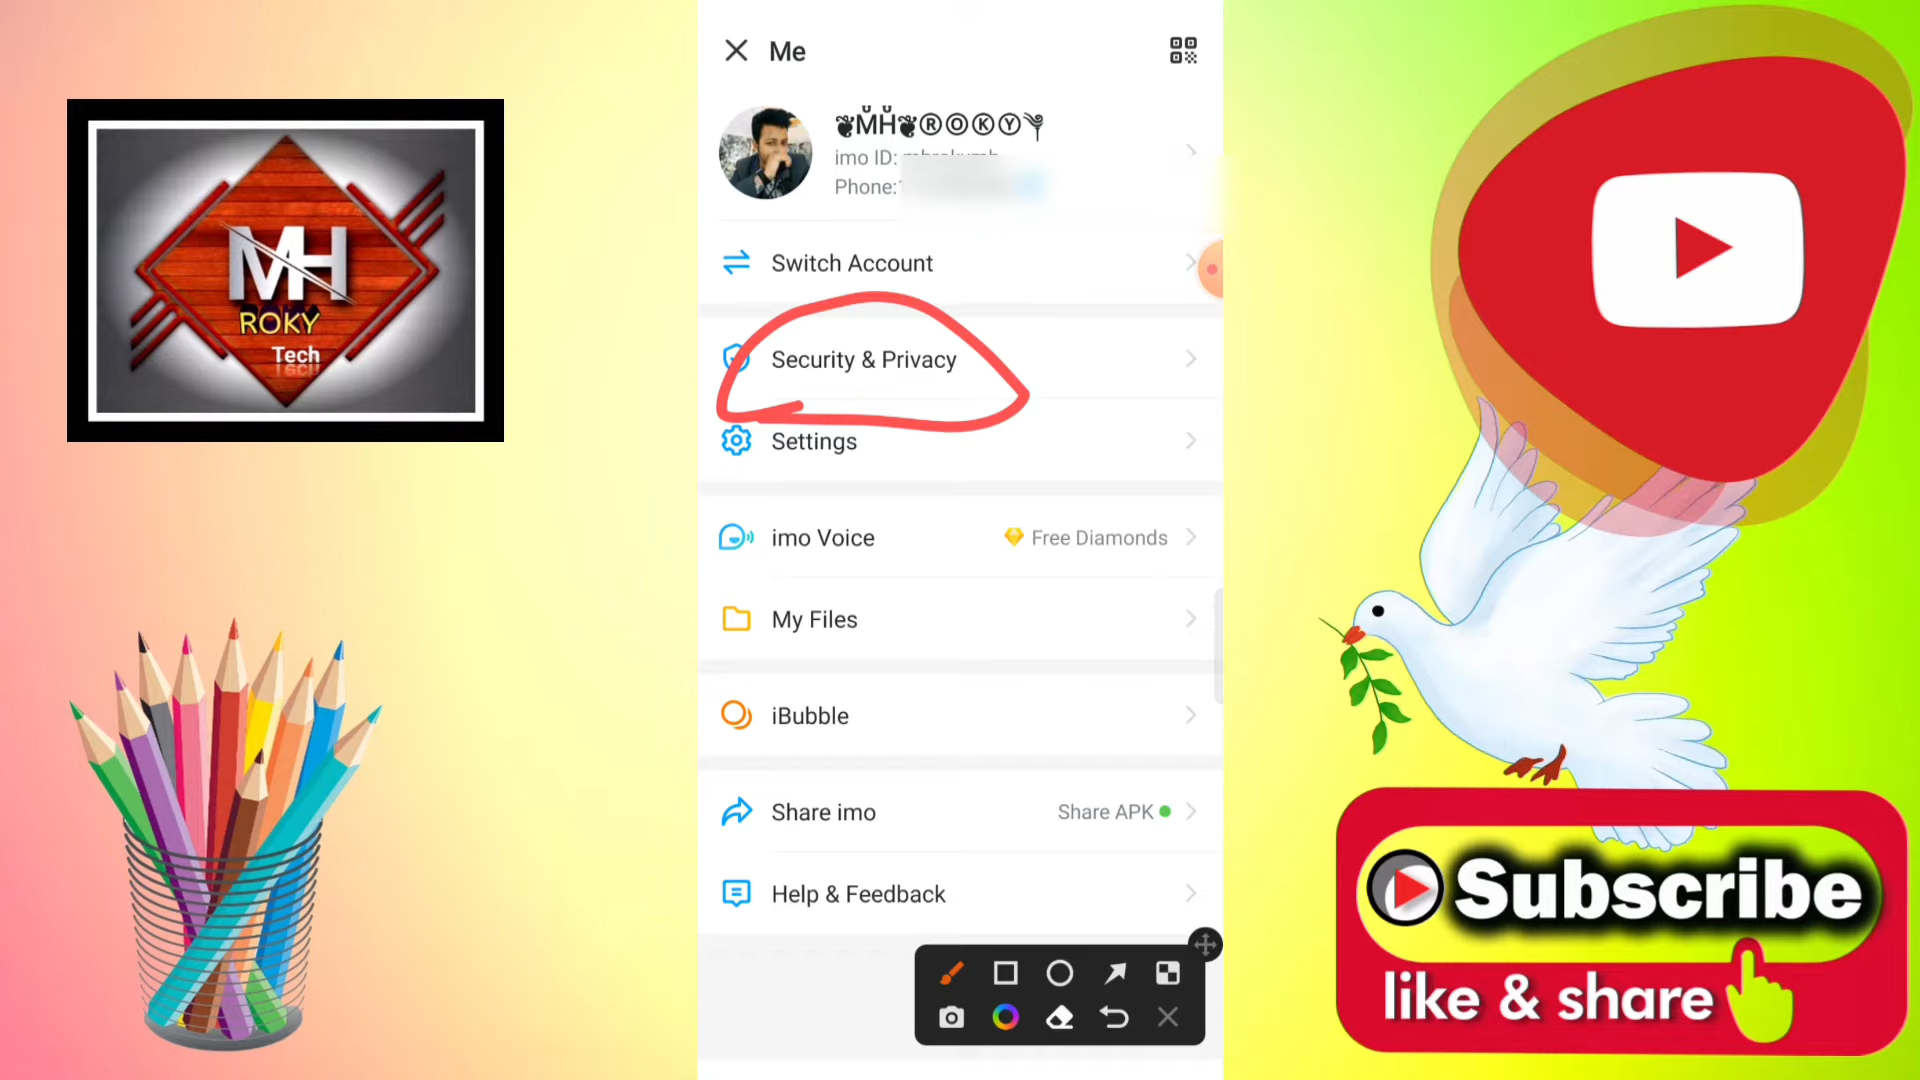 MH
ROKY
Tech
Me
❦M̆H̆❦ⓇⓄⓀⓎ
imo ID:
Phone:
Switch Account
Security & Privacy
Settings
imo Voice
Free Diamonds
My Files
iBubble
Share imo
Share APK
Help & Feedback
Subscribe
like & share